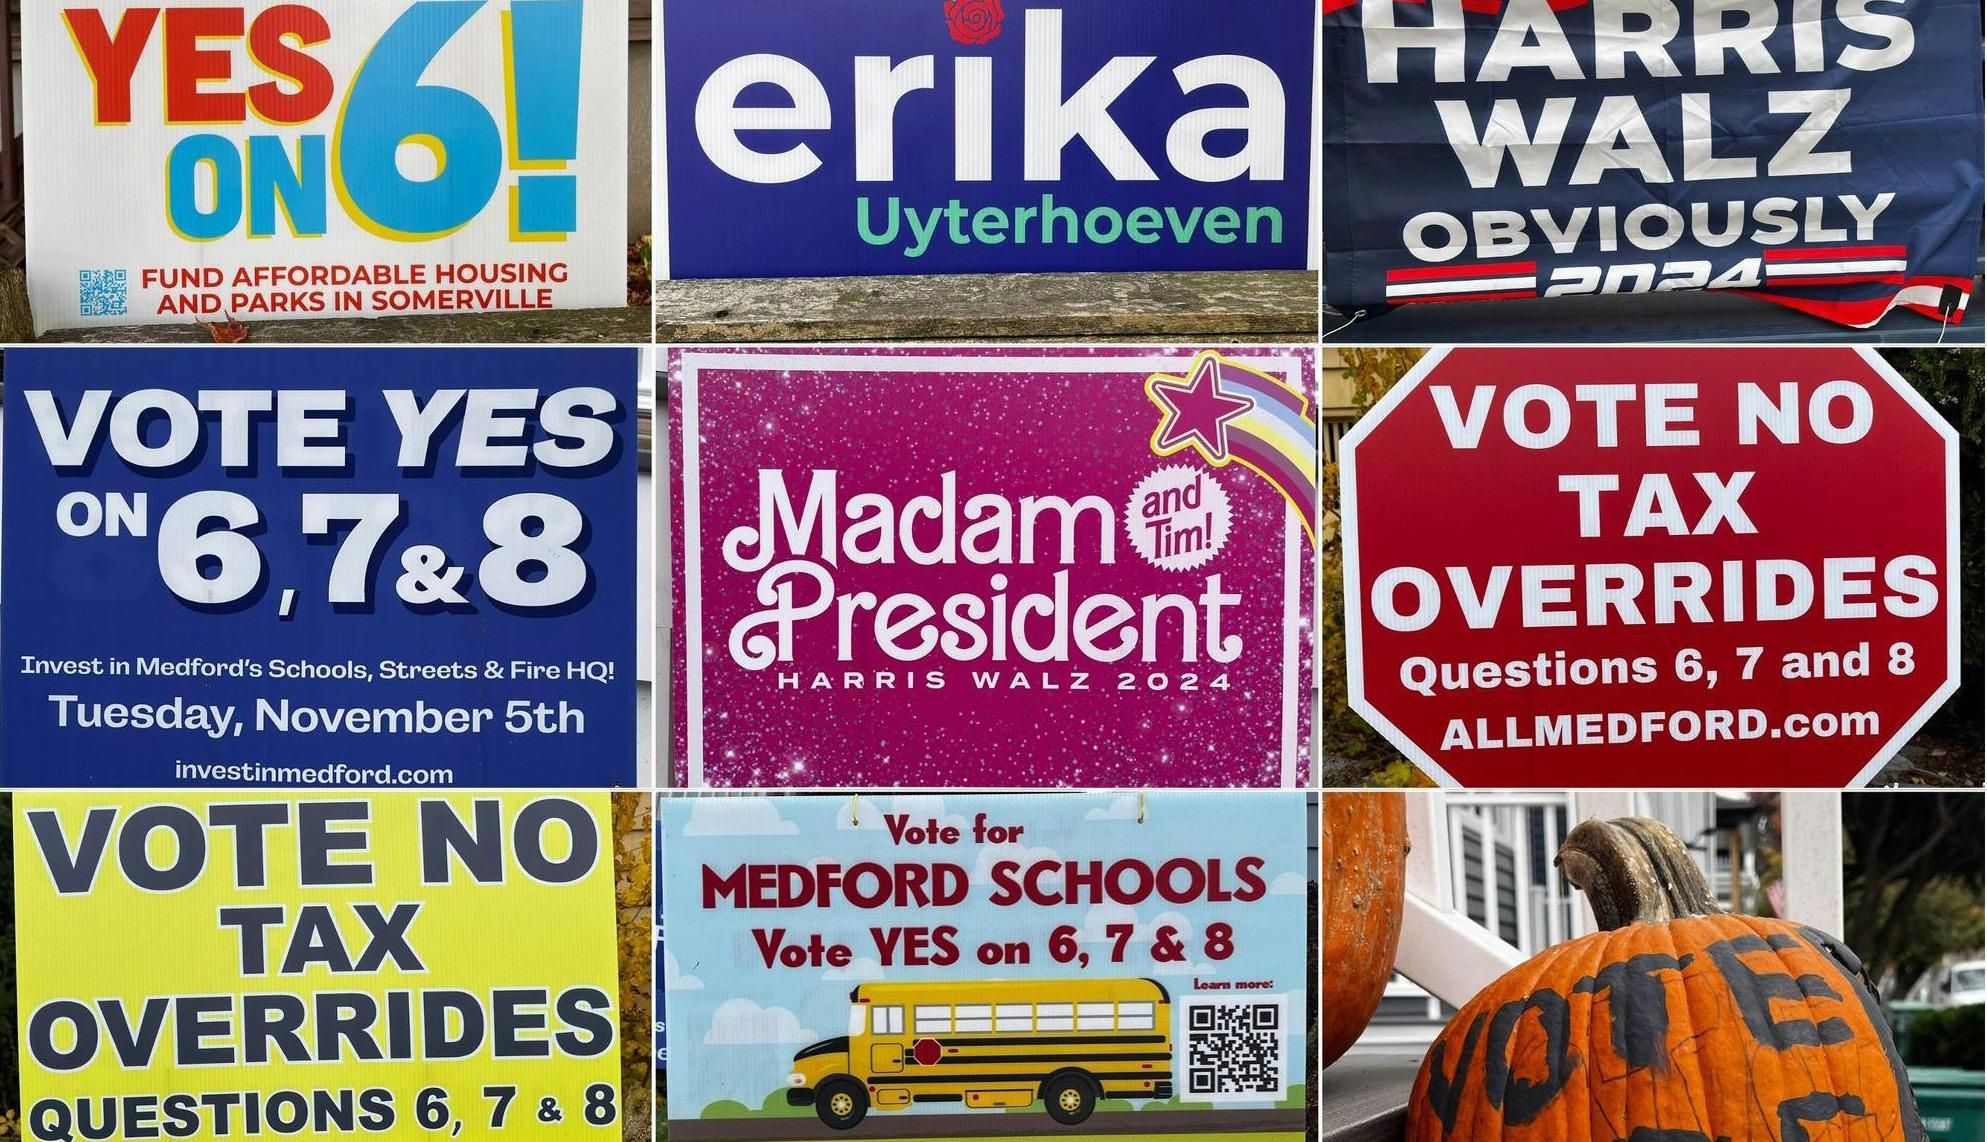 YES
ON 6!
FUND AFFORDABLE HOUSING
AND PARKS IN SOMERVILLE
erika
Uyterhoeven
HARRIS
WALZ
OBVIOUSLY
2024
VOTE YES
ON 6, 7 & 8
Invest in Medford's Schools, Streets & Fire HQ!
Tuesday, November 5th
investinmedford.com
Madam
and
Tim!
President
HARRIS WALZ 2024
VOTE NO
TAX
OVERRIDES
Questions 6, 7 and 8
ALLMEDFORD.com
VOTE NO
TAX
OVERRIDES
QUESTIONS 6, 7 & 8
Vote for
MEDFORD SCHOOLS
Vote YES on 6, 7 & 8
Learn more:
VOTE